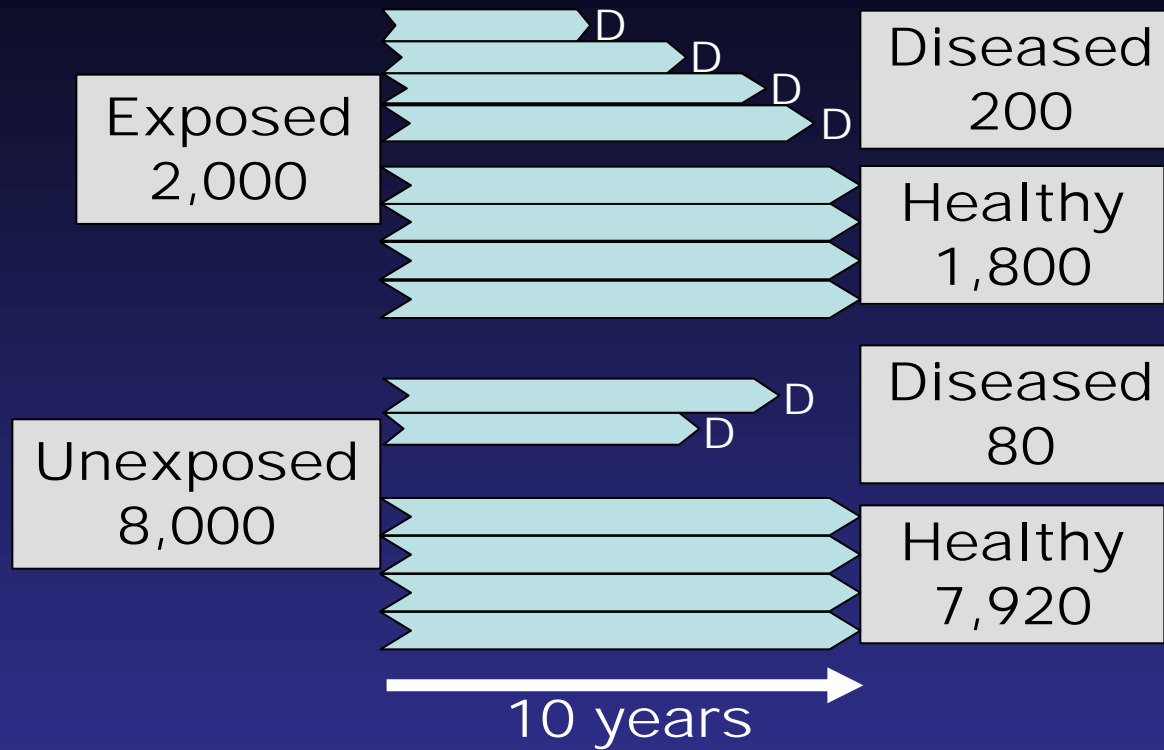 Exposed
2,000
D
D
D
D
Diseased
200
Healthy
1,800
Unexposed
8,000
D
D
Diseased
80
Healthy
7,920
10 years